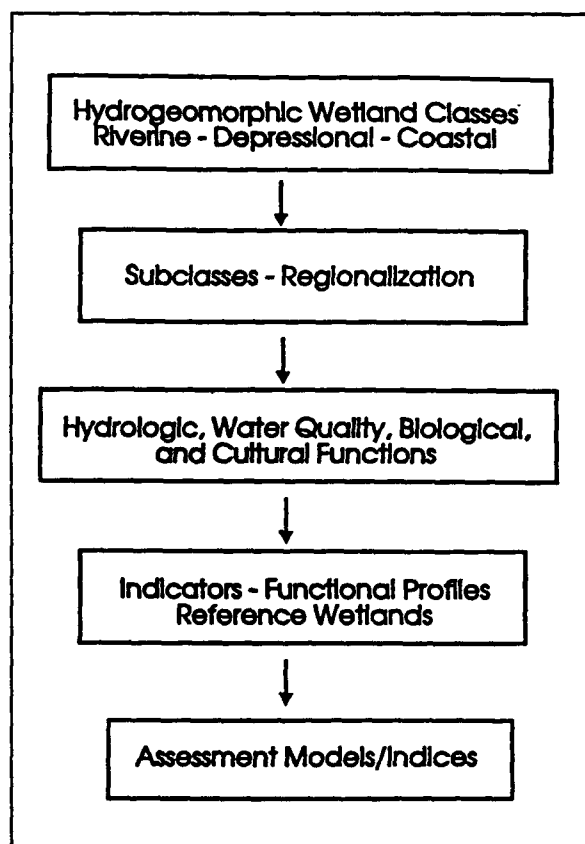 Hydrogeomorphic Wetland Classes
Riverine - Depressional - Coastal
Subclasses - Regionalization
Hydrologic, Water Quality, Biological,
and Cultural Functions
Indicators - Functional Profiles
Reference Wetlands
Assessment Models/Indices